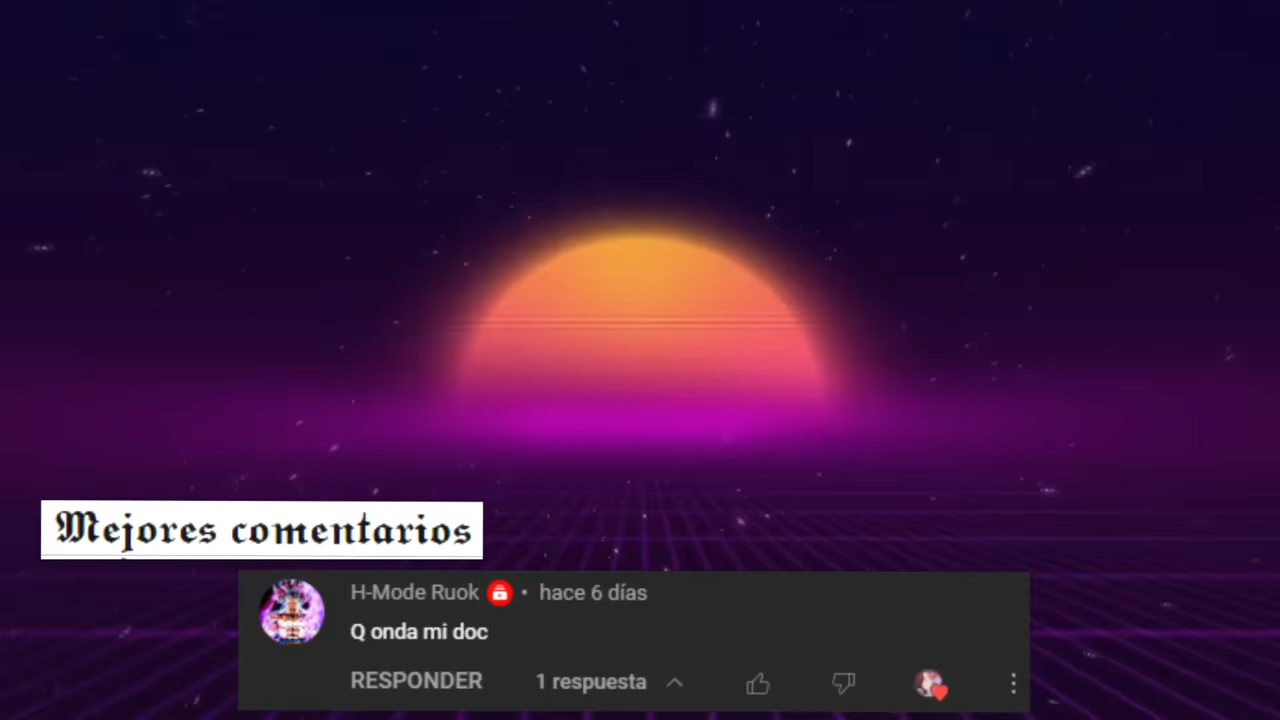 Mejores comentarios
H-Mode Ruok • hace 6 días
Q onda mi doc
RESPONDER 1 respuesta